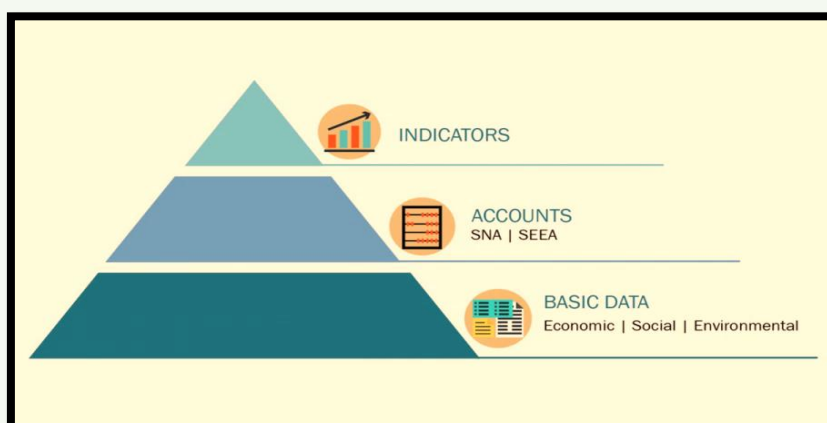 INDICATORS
ACCOUNTS
SNA | SEEA
BASIC DATA
Economic | Social | Environmental